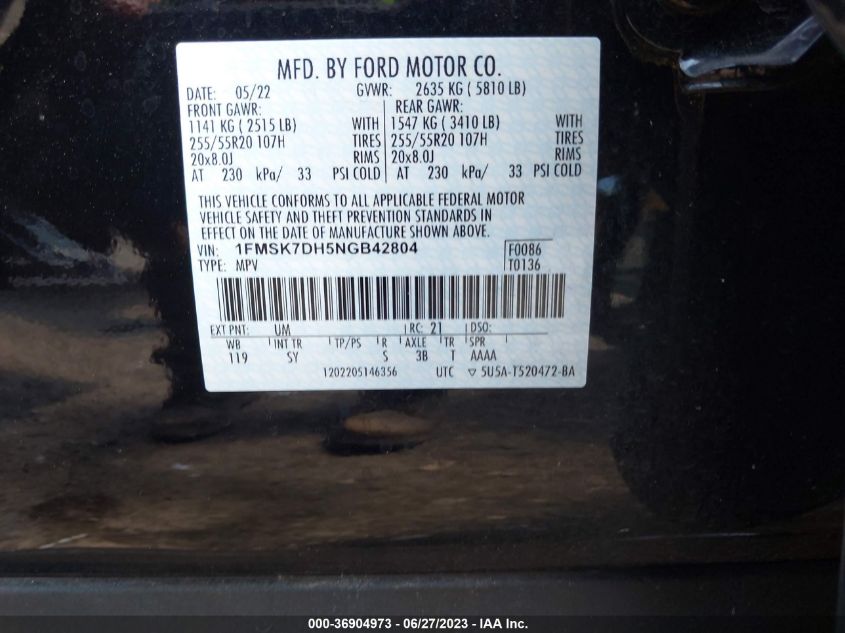 MFD. BY FORD MOTOR CO.
DATE: 05/22 GVWR: 2635 KG ( 5810 LB)
FRONT GAWR: REAR GAWR:
1141 KG ( 2515 LB) WITH 1547 KG ( 3410 LB) WITH
255/55R20 107H TIRES 255/55R20 107H TIRES
20x8.0J RIMS 20x8.0J RIMS
AT 230 kPa/ 33 PSI COLD AT 230 kPa/ 33 PSI COLD
THIS VEHICLE CONFORMS TO ALL APPLICABLE FEDERAL MOTOR
VEHICLE SAFETY AND THEFT PREVENTION STANDARDS IN
EFFECT ON THE DATE OF MANUFACTURE SHOWN ABOVE.
VIN: 1FMSK7DH5NGB42804 F0086
TYPE: MPV T0136
EXT PNT: UM RC: 21 DSO:
WB INT TR TP/PS R AXLE TR SPR
119 SY S 3B T AAAA
1202205146356 UTC ▽ 5U5A-T520472-BA
000-36904973 - 06/27/2023 - IAA Inc.